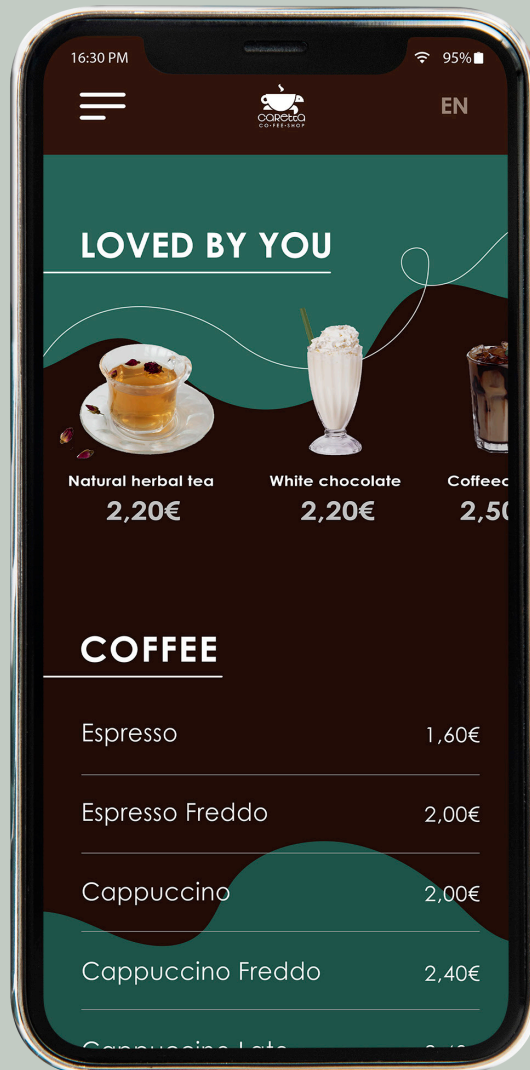 16:30 PM
95%
caretta
CO·FEE·SHOP
EN
LOVED BY YOU
Natural herbal tea
White chocolate
2,20€
2,20€
COFFEE
Espresso
1,60€
Espresso Freddo
2,00€
Cappuccino
2,00€
Cappuccino Freddo
2,40€